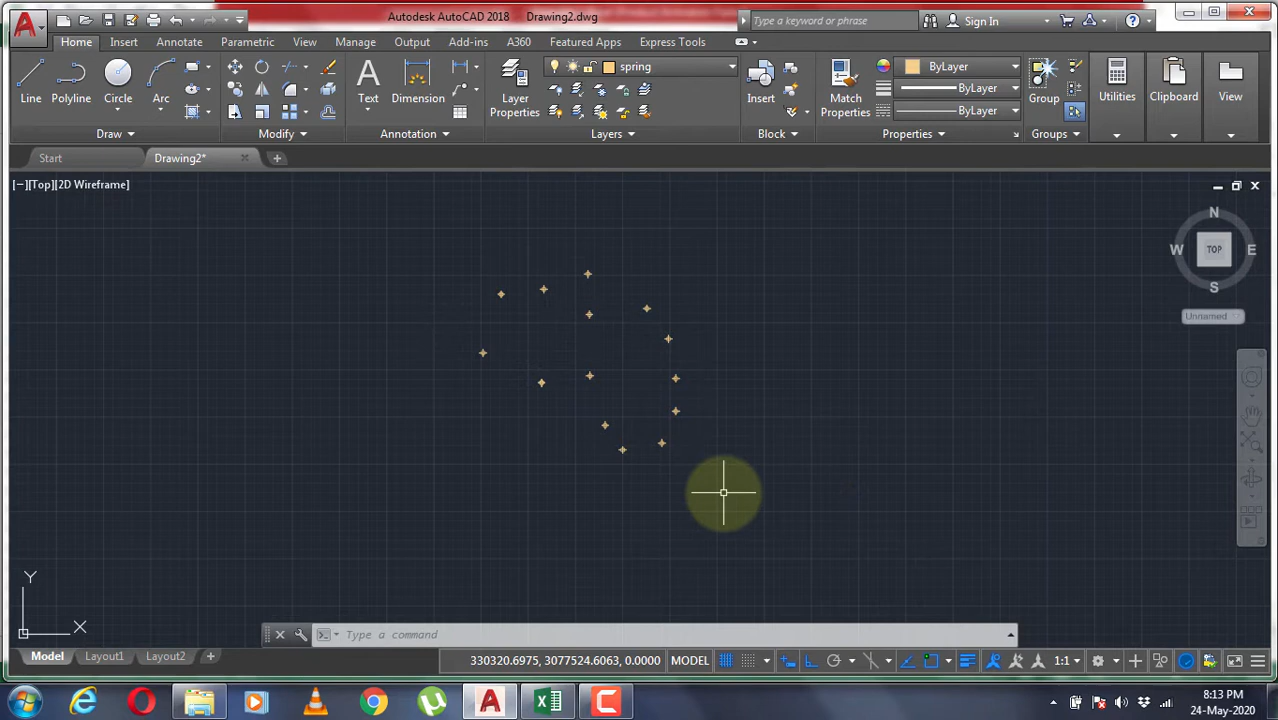 Autodesk AutoCAD 2018 Drawing2.dwg
Type a keyword or phrase
Sign In
Home Insert Annotate Parametric View Manage Output Add-ins A360 Featured Apps Express Tools
spring
ByLayer
ByLayer
ByLayer
Line Polyline Circle Arc
Text Dimension
Layer
Properties
Insert
Match
Properties
Group
Utilities
Clipboard
View
Draw
Modify
Annotation
Layers
Block
Properties
Groups
Start
Drawing2*
[−][Top][2D Wireframe]
N
W
TOP
E
S
Unnamed
Y
X
Type a command
Model Layout1 Layout2
330320.6975, 3077524.6063, 0.0000 MODEL
1:1
8:13 PM
24-May-2020